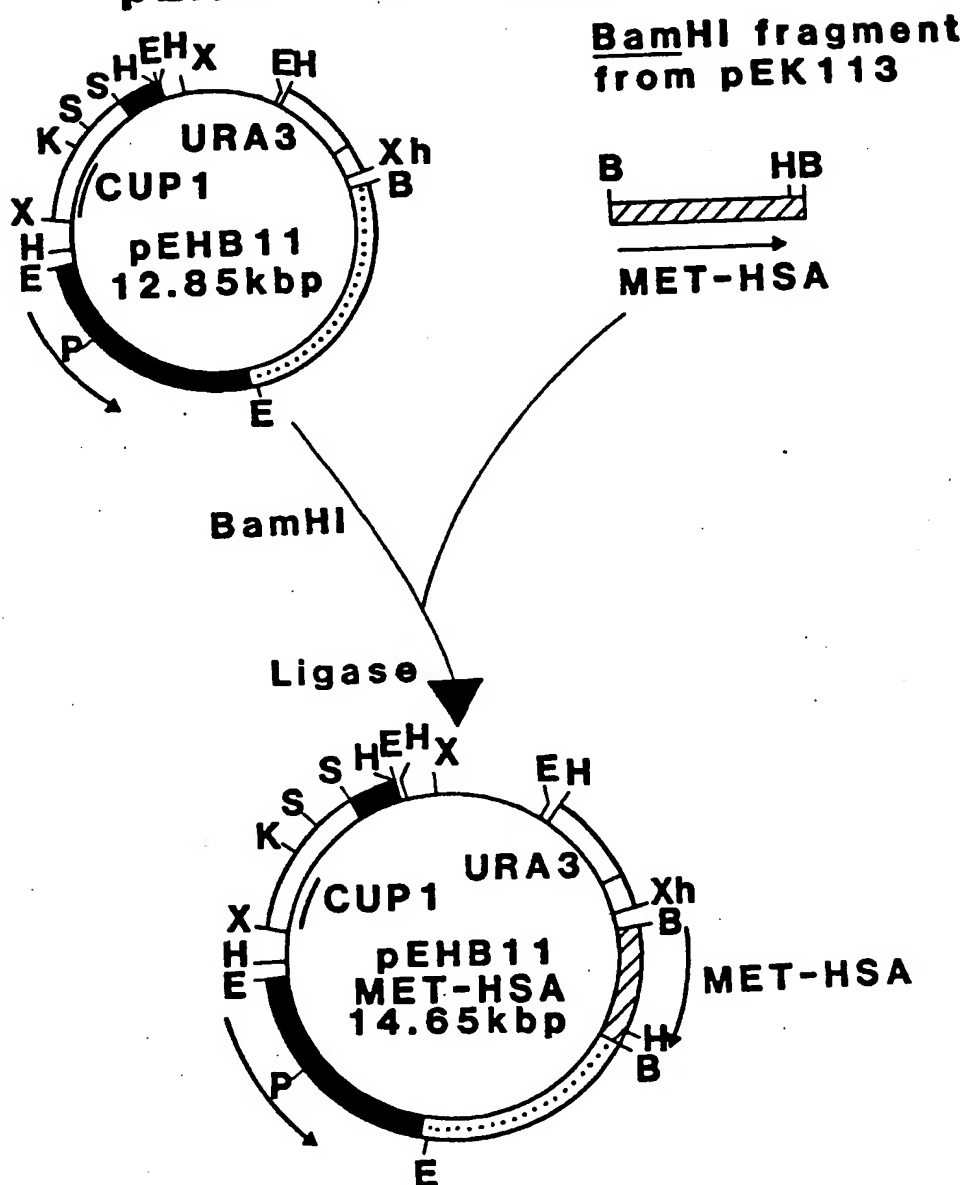 BamHI fragment
from pEK113
E H X
H
S
S
K
X
H
E
P
E
EH
Xh
B
URA3
CUP1
pEHB11
12.85kbp
B HB
MET-HSA
BamHI
Ligase
E H X
H
S
S
K
X
H
E
P
E
E H
Xh
B
URA3
CUP1
pEHB11
MET-HSA
14.65kbp
MET-HSA
H
B